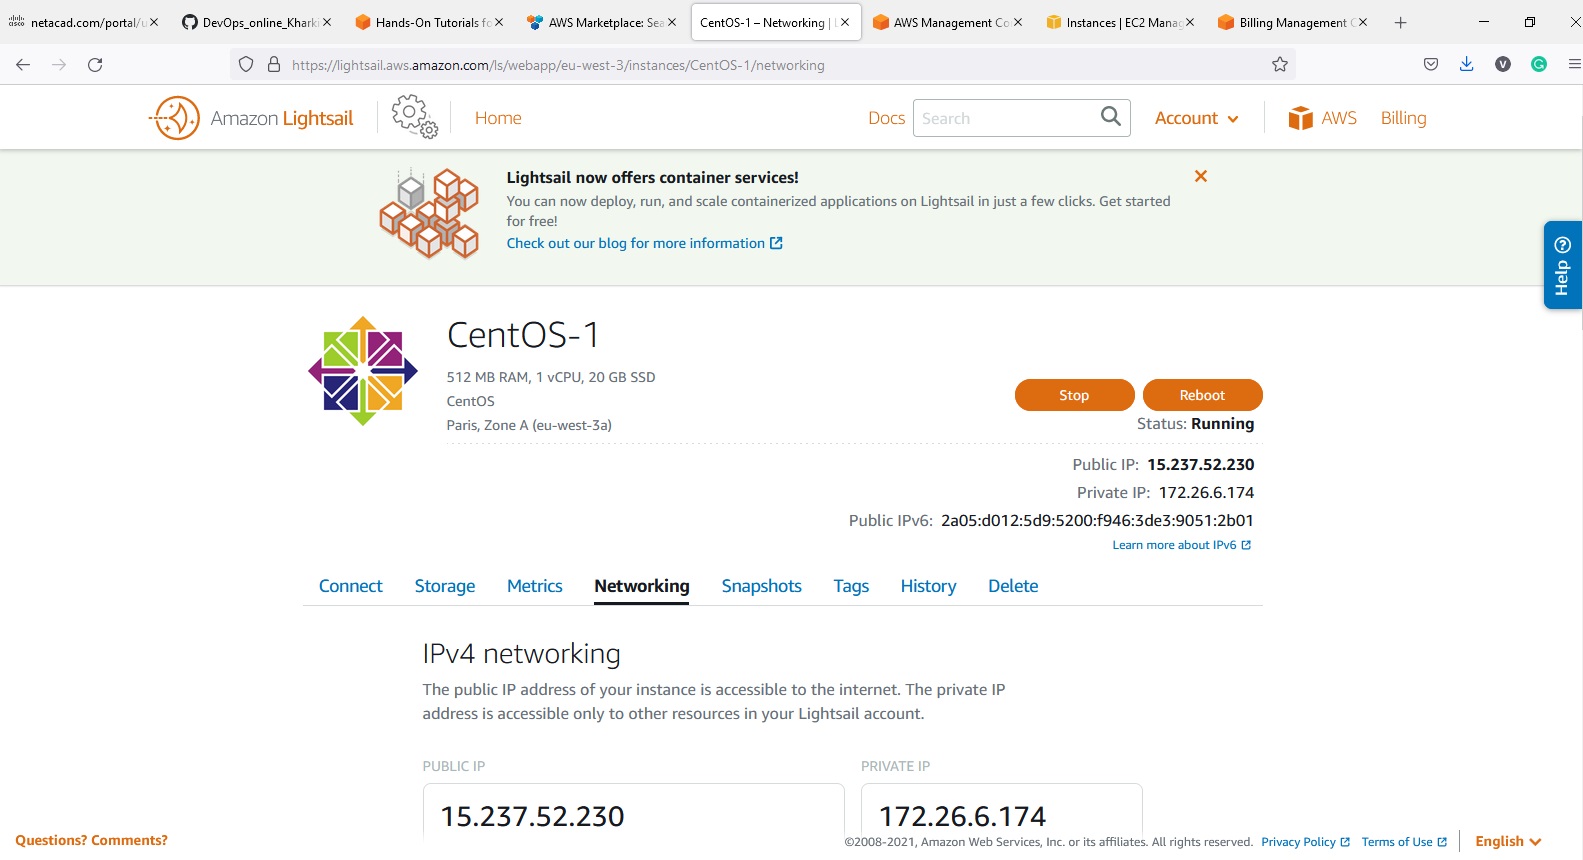 netacad.com/portal/u
DevOps_online_Kharki
Hands-On Tutorials fo
AWS Marketplace: Sea
CentOS-1 – Networking | L
AWS Management Co
Instances | EC2 Manag
Billing Management C
https://lightsail.aws.amazon.com/ls/webapp/eu-west-3/instances/CentOS-1/networking
V
G
Amazon Lightsail
Home
Docs
Search
Account
AWS
Billing
Lightsail now offers container services!
You can now deploy, run, and scale containerized applications on Lightsail in just a few clicks. Get started
for free!
Check out our blog for more information
Help ?
CentOS-1
512 MB RAM, 1 vCPU, 20 GB SSD
CentOS
Paris, Zone A (eu-west-3a)
Stop
Reboot
Status: Running
Public IP: 15.237.52.230
Private IP: 172.26.6.174
Public IPv6: 2a05:d012:5d9:5200:f946:3de3:9051:2b01
Learn more about IPv6
Connect
Storage
Metrics
Networking
Snapshots
Tags
History
Delete
IPv4 networking
The public IP address of your instance is accessible to the internet. The private IP
address is accessible only to other resources in your Lightsail account.
PUBLIC IP
PRIVATE IP
15.237.52.230
172.26.6.174
Questions? Comments?
©2008-2021, Amazon Web Services, Inc. or its affiliates. All rights reserved.
Privacy Policy
Terms of Use
English